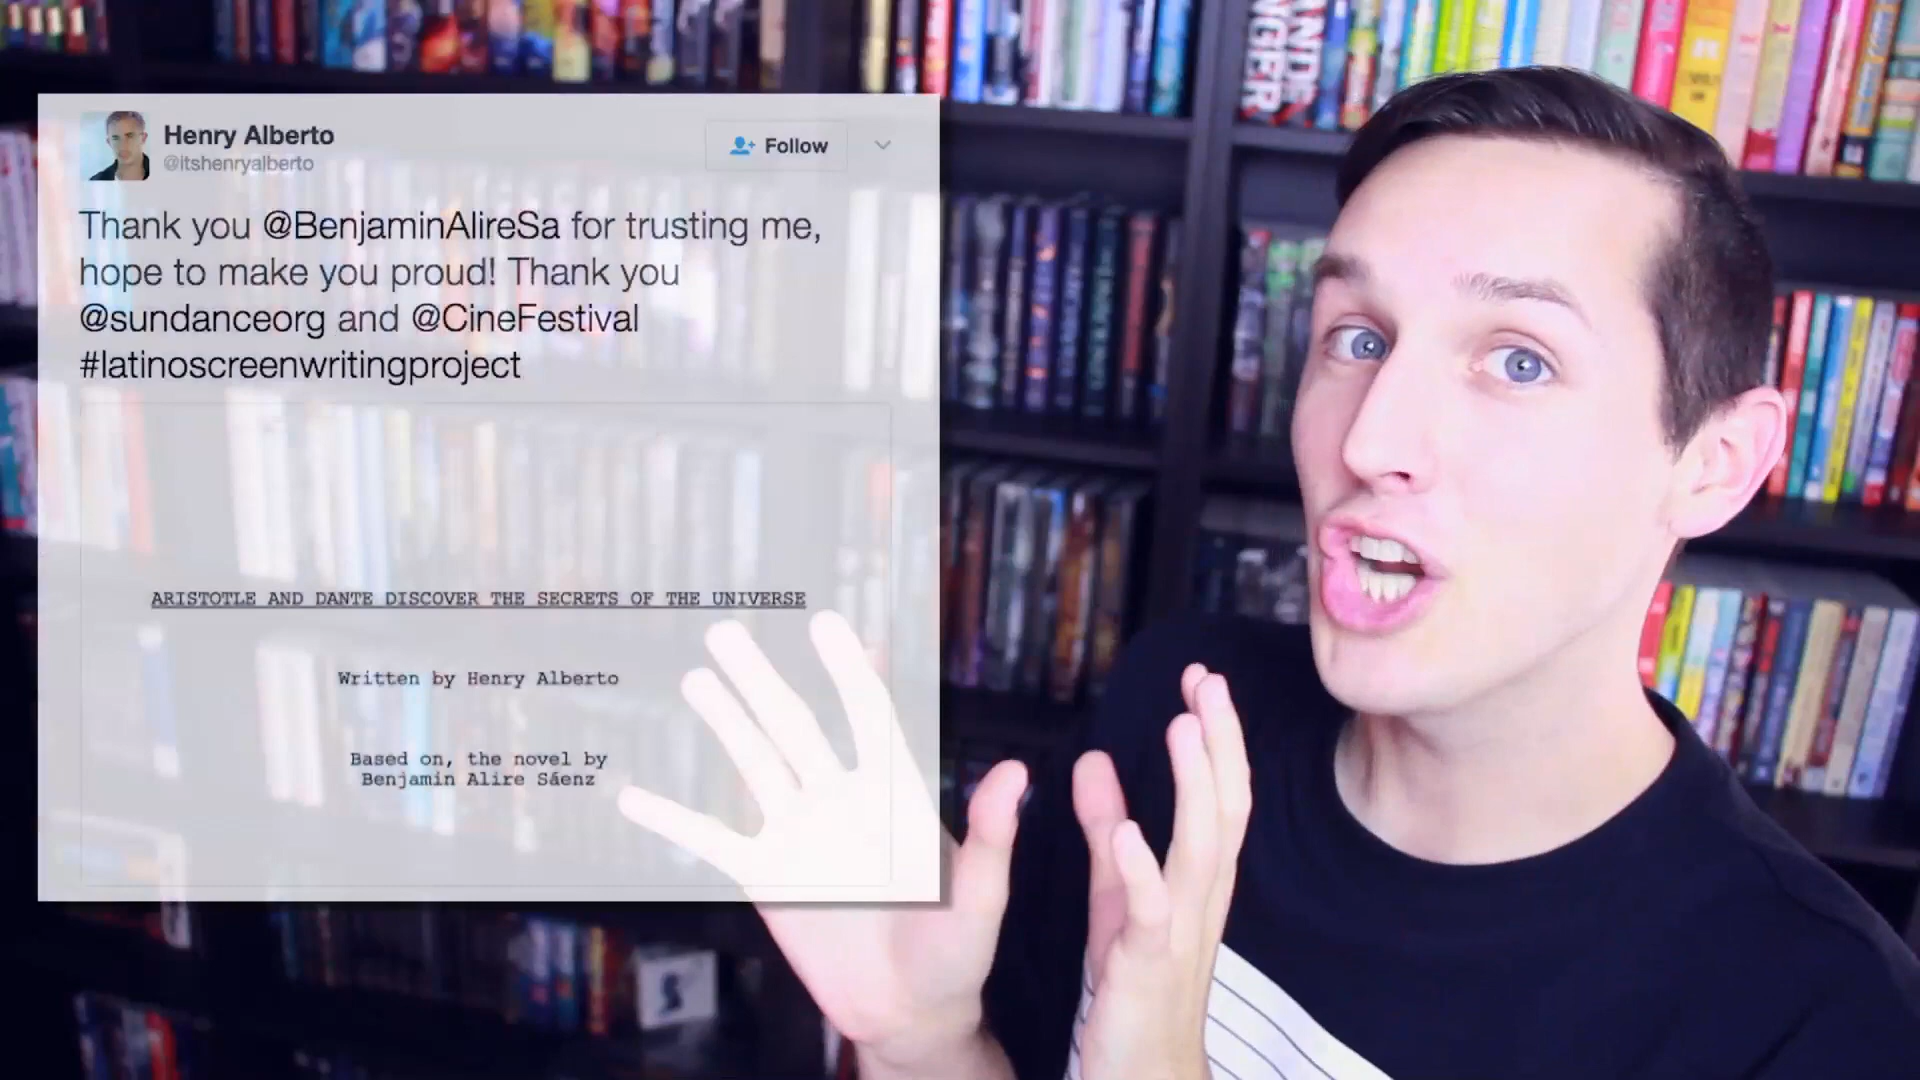 Henry Alberto
@itshenryalberto
Follow
Thank you @BenjaminAlireSa for trusting me,
hope to make you proud! Thank you
@sundanceorg and @CineFestival
#latinoscreenwritingproject
ARISTOTLE AND DANTE DISCOVER THE SECRETS OF THE UNIVERSE
Written by Henry Alberto
Based on, the novel by
Benjamin Alire Sáenz